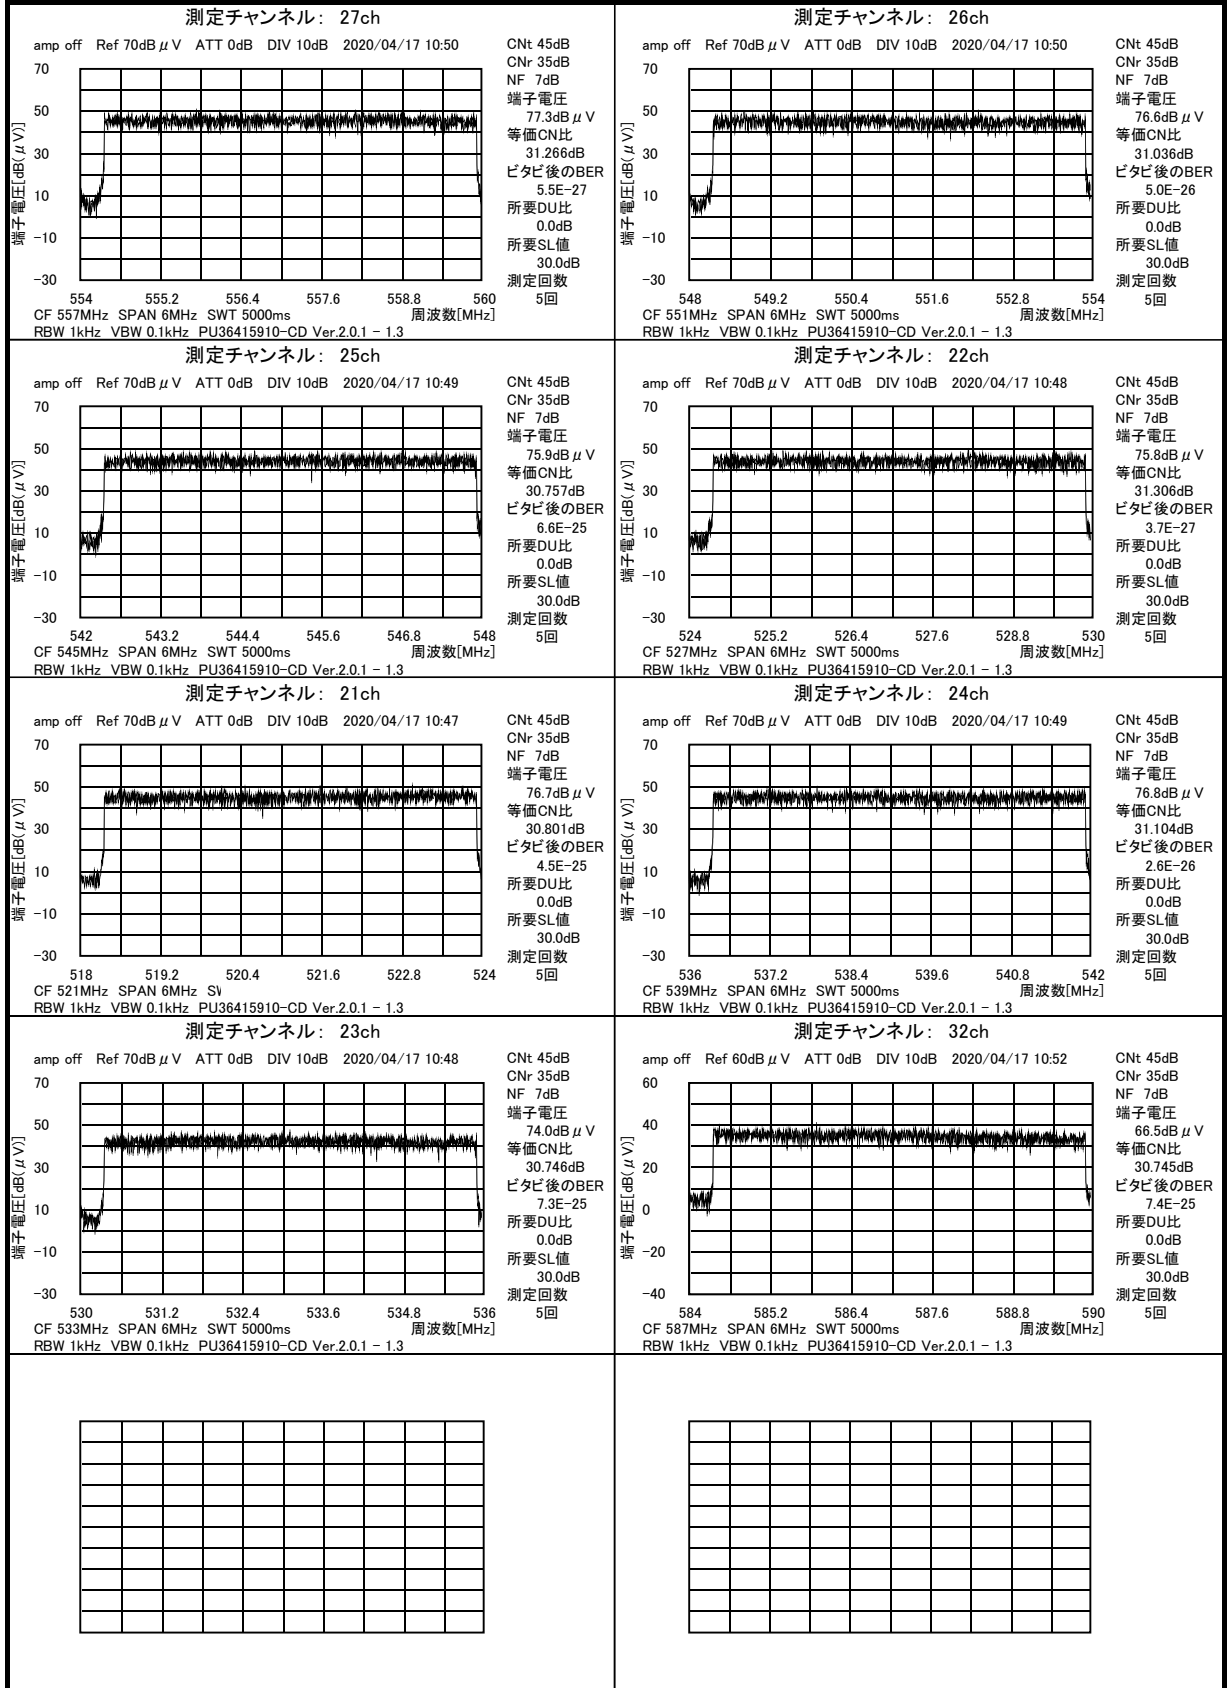 測定チャンネル: 27ch
amp off Ref 70dBμV ATT 0dB DIV 10dB 2020/04/17 10:50
CNt 45dB
CNr 35dB
NF 7dB
端子電圧
77.3dBμV
等価CN比
31.266dB
ビタビ後のBER
5.5E-27
所要DU比
0.0dB
所要SL値
30.0dB
測定回数
5回
70
50
30
10
-10
-30
端子電圧[dB(μV)]
554 555.2 556.4 557.6 558.8 560
CF 557MHz SPAN 6MHz SWT 5000ms 周波数[MHz]
RBW 1kHz VBW 0.1kHz PU36415910-CD Ver.2.0.1 - 1.3
測定チャンネル: 26ch
amp off Ref 70dBμV ATT 0dB DIV 10dB 2020/04/17 10:50
CNt 45dB
CNr 35dB
NF 7dB
端子電圧
76.6dBμV
等価CN比
31.036dB
ビタビ後のBER
5.0E-26
所要DU比
0.0dB
所要SL値
30.0dB
測定回数
5回
70
50
30
10
-10
-30
端子電圧[dB(μV)]
548 549.2 550.4 551.6 552.8 554
CF 551MHz SPAN 6MHz SWT 5000ms 周波数[MHz]
RBW 1kHz VBW 0.1kHz PU36415910-CD Ver.2.0.1 - 1.3
測定チャンネル: 25ch
amp off Ref 70dBμV ATT 0dB DIV 10dB 2020/04/17 10:49
CNt 45dB
CNr 35dB
NF 7dB
端子電圧
75.9dBμV
等価CN比
30.757dB
ビタビ後のBER
6.6E-25
所要DU比
0.0dB
所要SL値
30.0dB
測定回数
5回
70
50
30
10
-10
-30
端子電圧[dB(μV)]
542 543.2 544.4 545.6 546.8 548
CF 545MHz SPAN 6MHz SWT 5000ms 周波数[MHz]
RBW 1kHz VBW 0.1kHz PU36415910-CD Ver.2.0.1 - 1.3
測定チャンネル: 22ch
amp off Ref 70dBμV ATT 0dB DIV 10dB 2020/04/17 10:48
CNt 45dB
CNr 35dB
NF 7dB
端子電圧
75.8dBμV
等価CN比
31.306dB
ビタビ後のBER
3.7E-27
所要DU比
0.0dB
所要SL値
30.0dB
測定回数
5回
70
50
30
10
-10
-30
端子電圧[dB(μV)]
524 525.2 526.4 527.6 528.8 530
CF 527MHz SPAN 6MHz SWT 5000ms 周波数[MHz]
RBW 1kHz VBW 0.1kHz PU36415910-CD Ver.2.0.1 - 1.3
測定チャンネル: 21ch
amp off Ref 70dBμV ATT 0dB DIV 10dB 2020/04/17 10:47
CNt 45dB
CNr 35dB
NF 7dB
端子電圧
76.7dBμV
等価CN比
30.801dB
ビタビ後のBER
4.5E-25
所要DU比
0.0dB
所要SL値
30.0dB
測定回数
5回
70
50
30
10
-10
-30
端子電圧[dB(μV)]
518 519.2 520.4 521.6 522.8 524
CF 521MHz SPAN 6MHz
RBW 1kHz VBW 0.1kHz PU36415910-CD Ver.2.0.1 - 1.3
測定チャンネル: 24ch
amp off Ref 70dBμV ATT 0dB DIV 10dB 2020/04/17 10:49
CNt 45dB
CNr 35dB
NF 7dB
端子電圧
76.8dBμV
等価CN比
31.104dB
ビタビ後のBER
2.6E-26
所要DU比
0.0dB
所要SL値
30.0dB
測定回数
5回
70
50
30
10
-10
-30
端子電圧[dB(μV)]
536 537.2 538.4 539.6 540.8 542
CF 539MHz SPAN 6MHz SWT 5000ms 周波数[MHz]
RBW 1kHz VBW 0.1kHz PU36415910-CD Ver.2.0.1 - 1.3
測定チャンネル: 23ch
amp off Ref 70dBμV ATT 0dB DIV 10dB 2020/04/17 10:48
CNt 45dB
CNr 35dB
NF 7dB
端子電圧
74.0dBμV
等価CN比
30.746dB
ビタビ後のBER
7.3E-25
所要DU比
0.0dB
所要SL値
30.0dB
測定回数
5回
70
50
30
10
-10
-30
端子電圧[dB(μV)]
530 531.2 532.4 533.6 534.8 536
CF 533MHz SPAN 6MHz SWT 5000ms 周波数[MHz]
RBW 1kHz VBW 0.1kHz PU36415910-CD Ver.2.0.1 - 1.3
測定チャンネル: 32ch
amp off Ref 60dBμV ATT 0dB DIV 10dB 2020/04/17 10:52
CNt 45dB
CNr 35dB
NF 7dB
端子電圧
66.5dBμV
等価CN比
30.745dB
ビタビ後のBER
7.4E-25
所要DU比
0.0dB
所要SL値
30.0dB
測定回数
5回
60
40
20
0
-20
-40
端子電圧[dB(μV)]
584 585.2 586.4 587.6 588.8 590
CF 587MHz SPAN 6MHz SWT 5000ms 周波数[MHz]
RBW 1kHz VBW 0.1kHz PU36415910-CD Ver.2.0.1 - 1.3